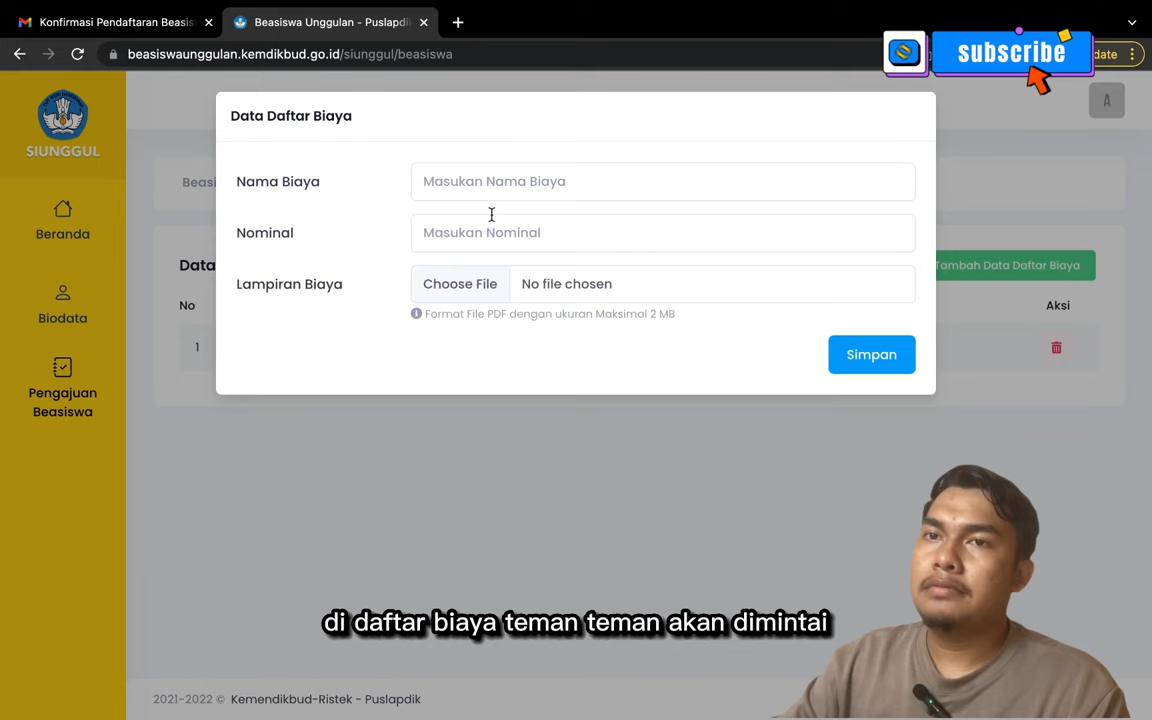 Konfirmasi Pendaftaran Beasis
Beasiswa Unggulan - Puslapdik
beasiswaunggulan.kemdikbud.go.id/siunggul/beasiswa
subscribe
date
SIUNGGUL
Beranda
Biodata
Pengajuan
Beasiswa
A
Beasi
Data Daftar Biaya
Nama Biaya
Masukan Nama Biaya
Nominal
Masukan Nominal
Lampiran Biaya
Choose File
No file chosen
Format File PDF dengan ukuran Maksimal 2 MB
Simpan
Data
Tambah Data Daftar Biaya
No
Aksi
1
di daftar biaya teman teman akan dimintai
2021-2022 © Kemendikbud-Ristek - Puslapdik